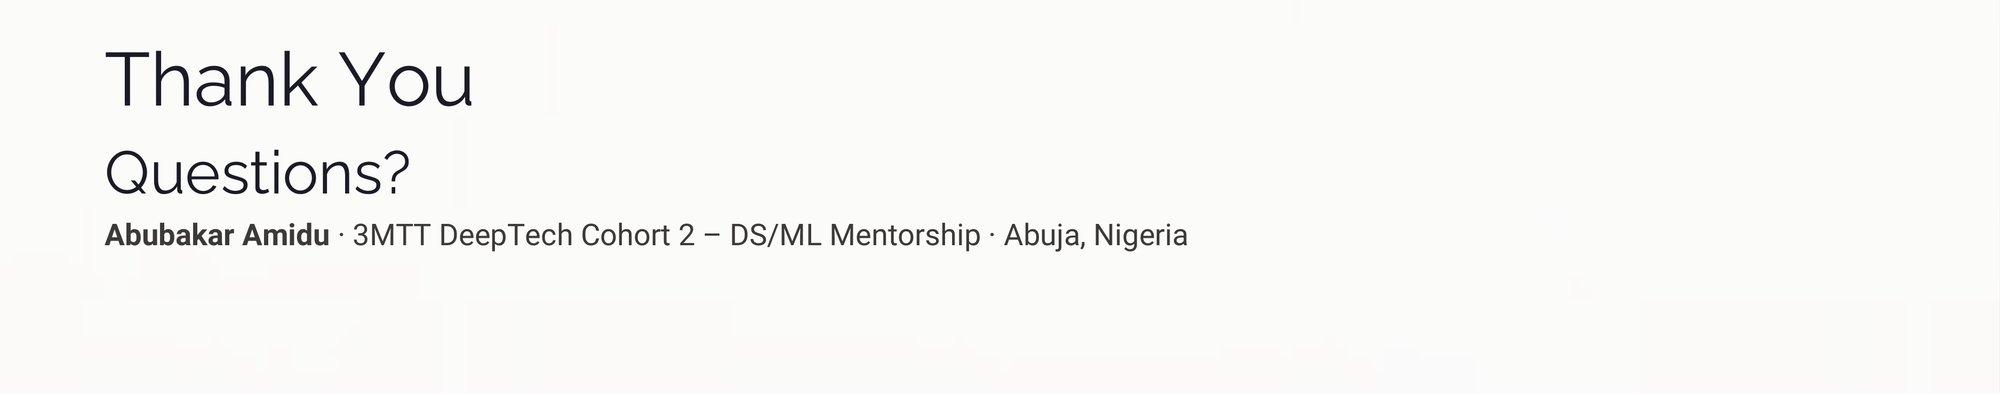 Thank You
Questions?
Abubakar Amidu · 3MTT DeepTech Cohort 2 – DS/ML Mentorship · Abuja, Nigeria